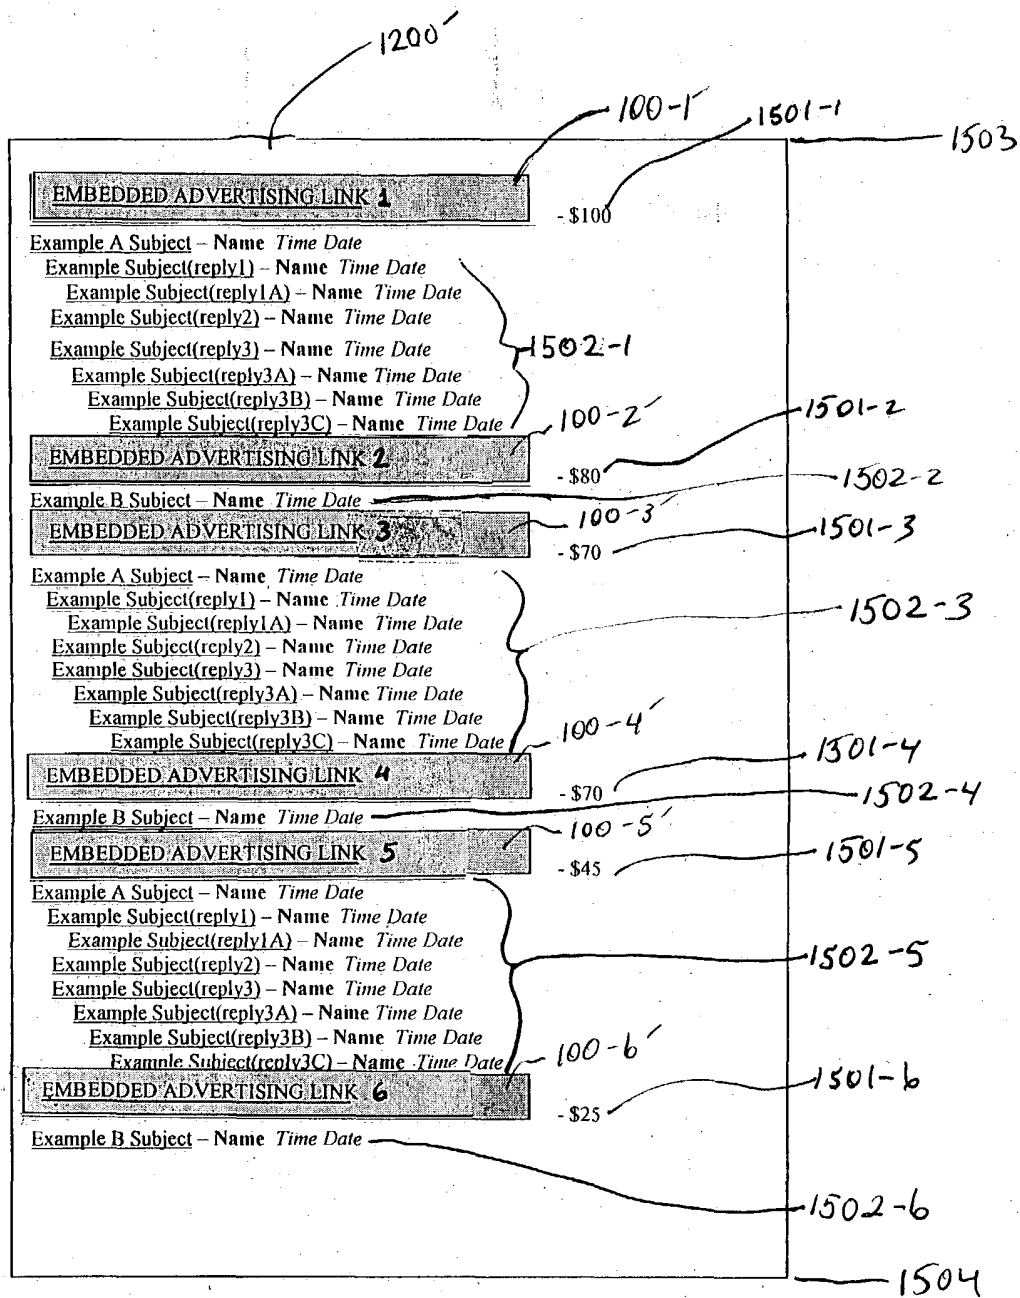 1200′
100-1′
1501-1
1503
EMBEDDED ADVERTISING LINK 1
- $100
Example A Subject – Name Time Date
Example Subject(reply1) – Name Time Date
Example Subject(reply1A) – Name Time Date
Example Subject(reply2) – Name Time Date
Example Subject(reply3) – Name Time Date
1502-1
Example Subject(reply3A) – Name Time Date
Example Subject(reply3B) – Name Time Date
Example Subject(reply3C) – Name Time Date
100-2′
1501-2
EMBEDDED ADVERTISING LINK 2
- $80
1502-2
Example B Subject – Name Time Date
100-3′
EMBEDDED ADVERTISING LINK 3
- $70
1501-3
Example A Subject – Name Time Date
Example Subject(reply1) – Name Time Date
1502-3
Example Subject(reply1A) – Name Time Date
Example Subject(reply2) – Name Time Date
Example Subject(reply3) – Name Time Date
Example Subject(reply3A) – Name Time Date
Example Subject(reply3B) – Name Time Date
Example Subject(reply3C) – Name Time Date
100-4′
1501-4
EMBEDDED ADVERTISING LINK 4
- $70
1502-4
Example B Subject – Name Time Date
100-5′
EMBEDDED ADVERTISING LINK 5
- $45
1501-5
Example A Subject – Name Time Date
Example Subject(reply1) – Name Time Date
Example Subject(reply1A) – Name Time Date
Example Subject(reply2) – Name Time Date
1502-5
Example Subject(reply3) – Name Time Date
Example Subject(reply3A) – Name Time Date
Example Subject(reply3B) – Name Time Date
Example Subject(reply3C) – Name Time Date
100-6′
EMBEDDED ADVERTISING LINK 6
- $25
1501-6
Example B Subject – Name Time Date
1502-6
1504